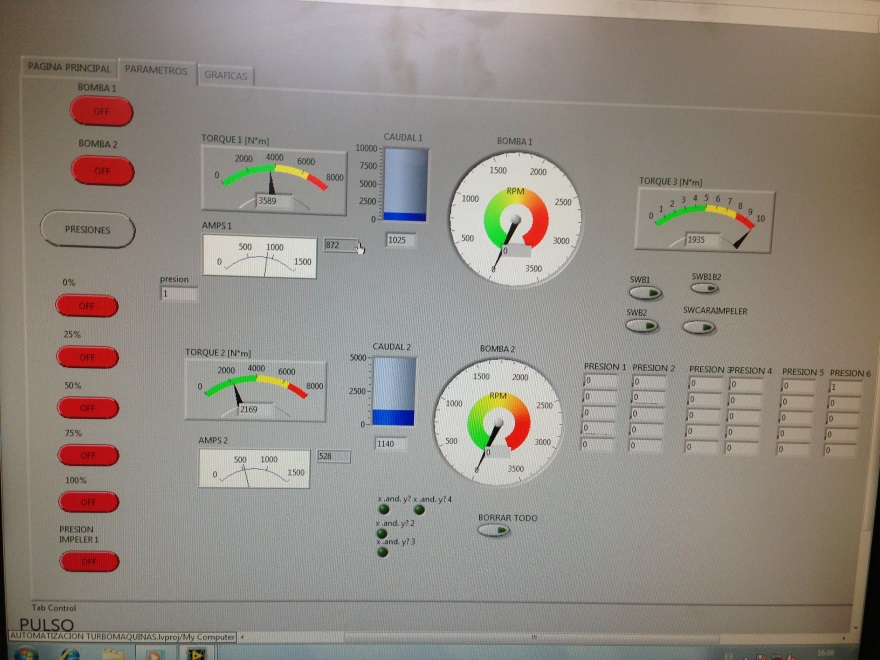 PAGINA PRINCIPAL PARAMETROS GRAFICAS
BOMBA 1
OFF
BOMBA 2
OFF
PRESIONES
0%
OFF
25%
OFF
50%
OFF
75%
OFF
100%
OFF
PRESION
IMPELER 1
OFF
TORQUE 1 [N*m]
0 2000 4000 6000 8000
3589
AMPS 1
0 500 1000 1500
872
presion
1
CAUDAL 1
10000
7500
5000
2500
0
1025
BOMBA 1
RPM
0 500 1000 1500 2000 2500 3000 3500
0
TORQUE 3 [N*m]
0 1 2 3 4 5 6 7 8 9 10
1935
SWB1
SWB1B2
SWB2
SWCARAIMPELER
TORQUE 2 [N*m]
0 2000 4000 6000 8000
2169
AMPS 2
0 500 1000 1500
528
CAUDAL 2
5000
2500
0
1140
BOMBA 2
RPM
0 500 1000 1500 2000 2500 3000 3500
0
PRESION 1 PRESION 2 PRESION 3 PRESION 4 PRESION 5 PRESION 6
0 0 0 0 0 1
0 0 0 0 0 0
0 0 0 0 0 0
0 0 0 0 0 0
0 0 0 0 0 0
x .and. y? x .and. y? 4
x .and. y? 2
x .and. y? 3
BORRAR TODO
Tab Control
PULSO
AUTOMATIZACION TURBOMAQUINAS.lvproj/My Computer